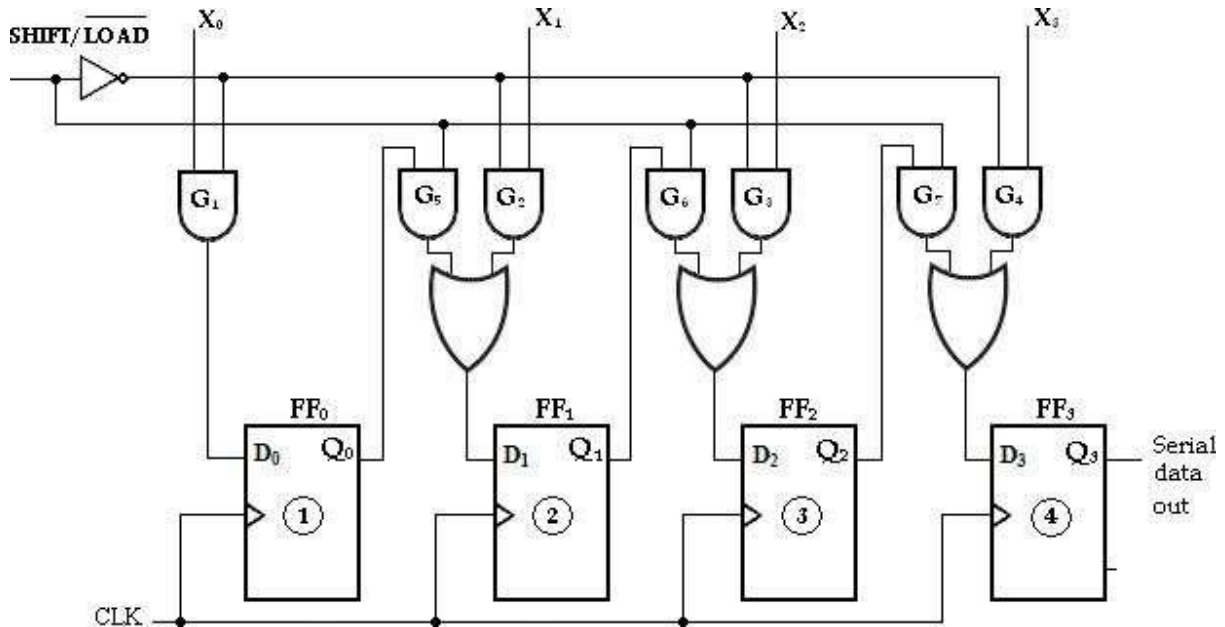 SHIFT/LOAD
X₀
X₁
X₂
X₃
G₁
G₅
G₂
G₆
G₃
G₇
G₄
FF₀
FF₁
FF₂
FF₃
D₀
Q₀
D₁
Q₁
D₂
Q₂
D₃
Q₃
Serial
data
out
1
2
3
4
CLK